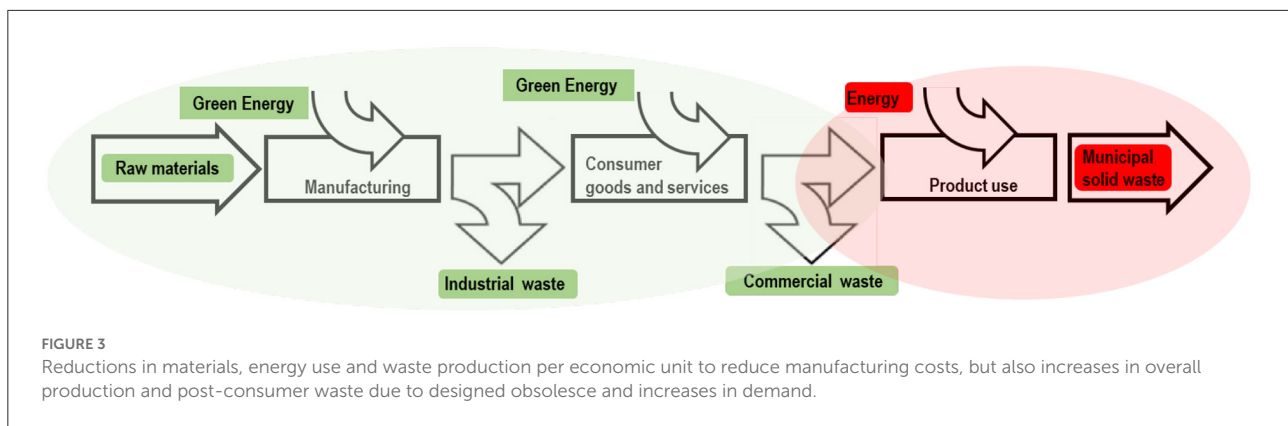 Green Energy
Green Energy
Energy
Raw materials
Manufacturing
Consumer
goods and services
Product use
Municipal
solid waste
Industrial waste
Commercial waste
FIGURE 3
Reductions in materials, energy use and waste production per economic unit to reduce manufacturing costs, but also increases in overall
production and post-consumer waste due to designed obsolesce and increases in demand.